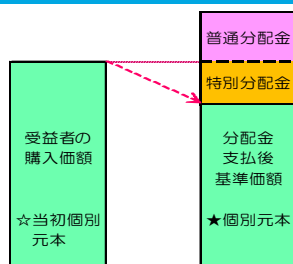 普通分配金
特別分配金
受益者の
購入価額
☆当初個別
元本
分配金
支払後
基準価額
★個別元本